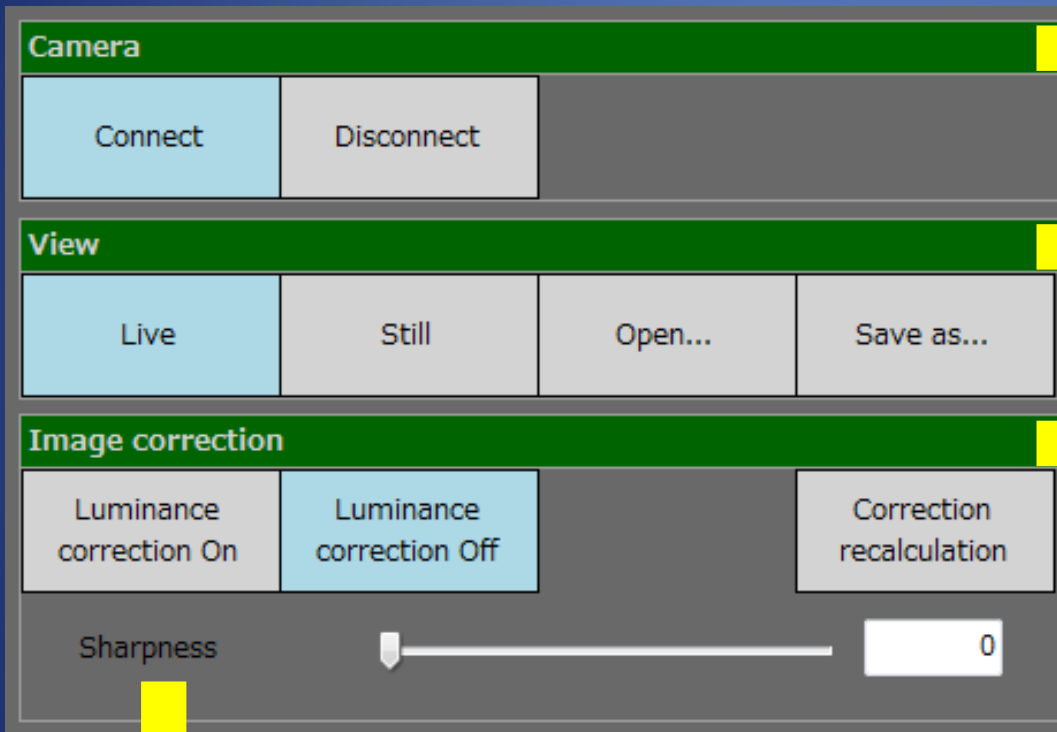 Camera
Connect Disconnect
View
Live Still Open... Save as...
Image correction
Luminance correction On
Luminance correction Off
Correction recalculation
Sharpness 0